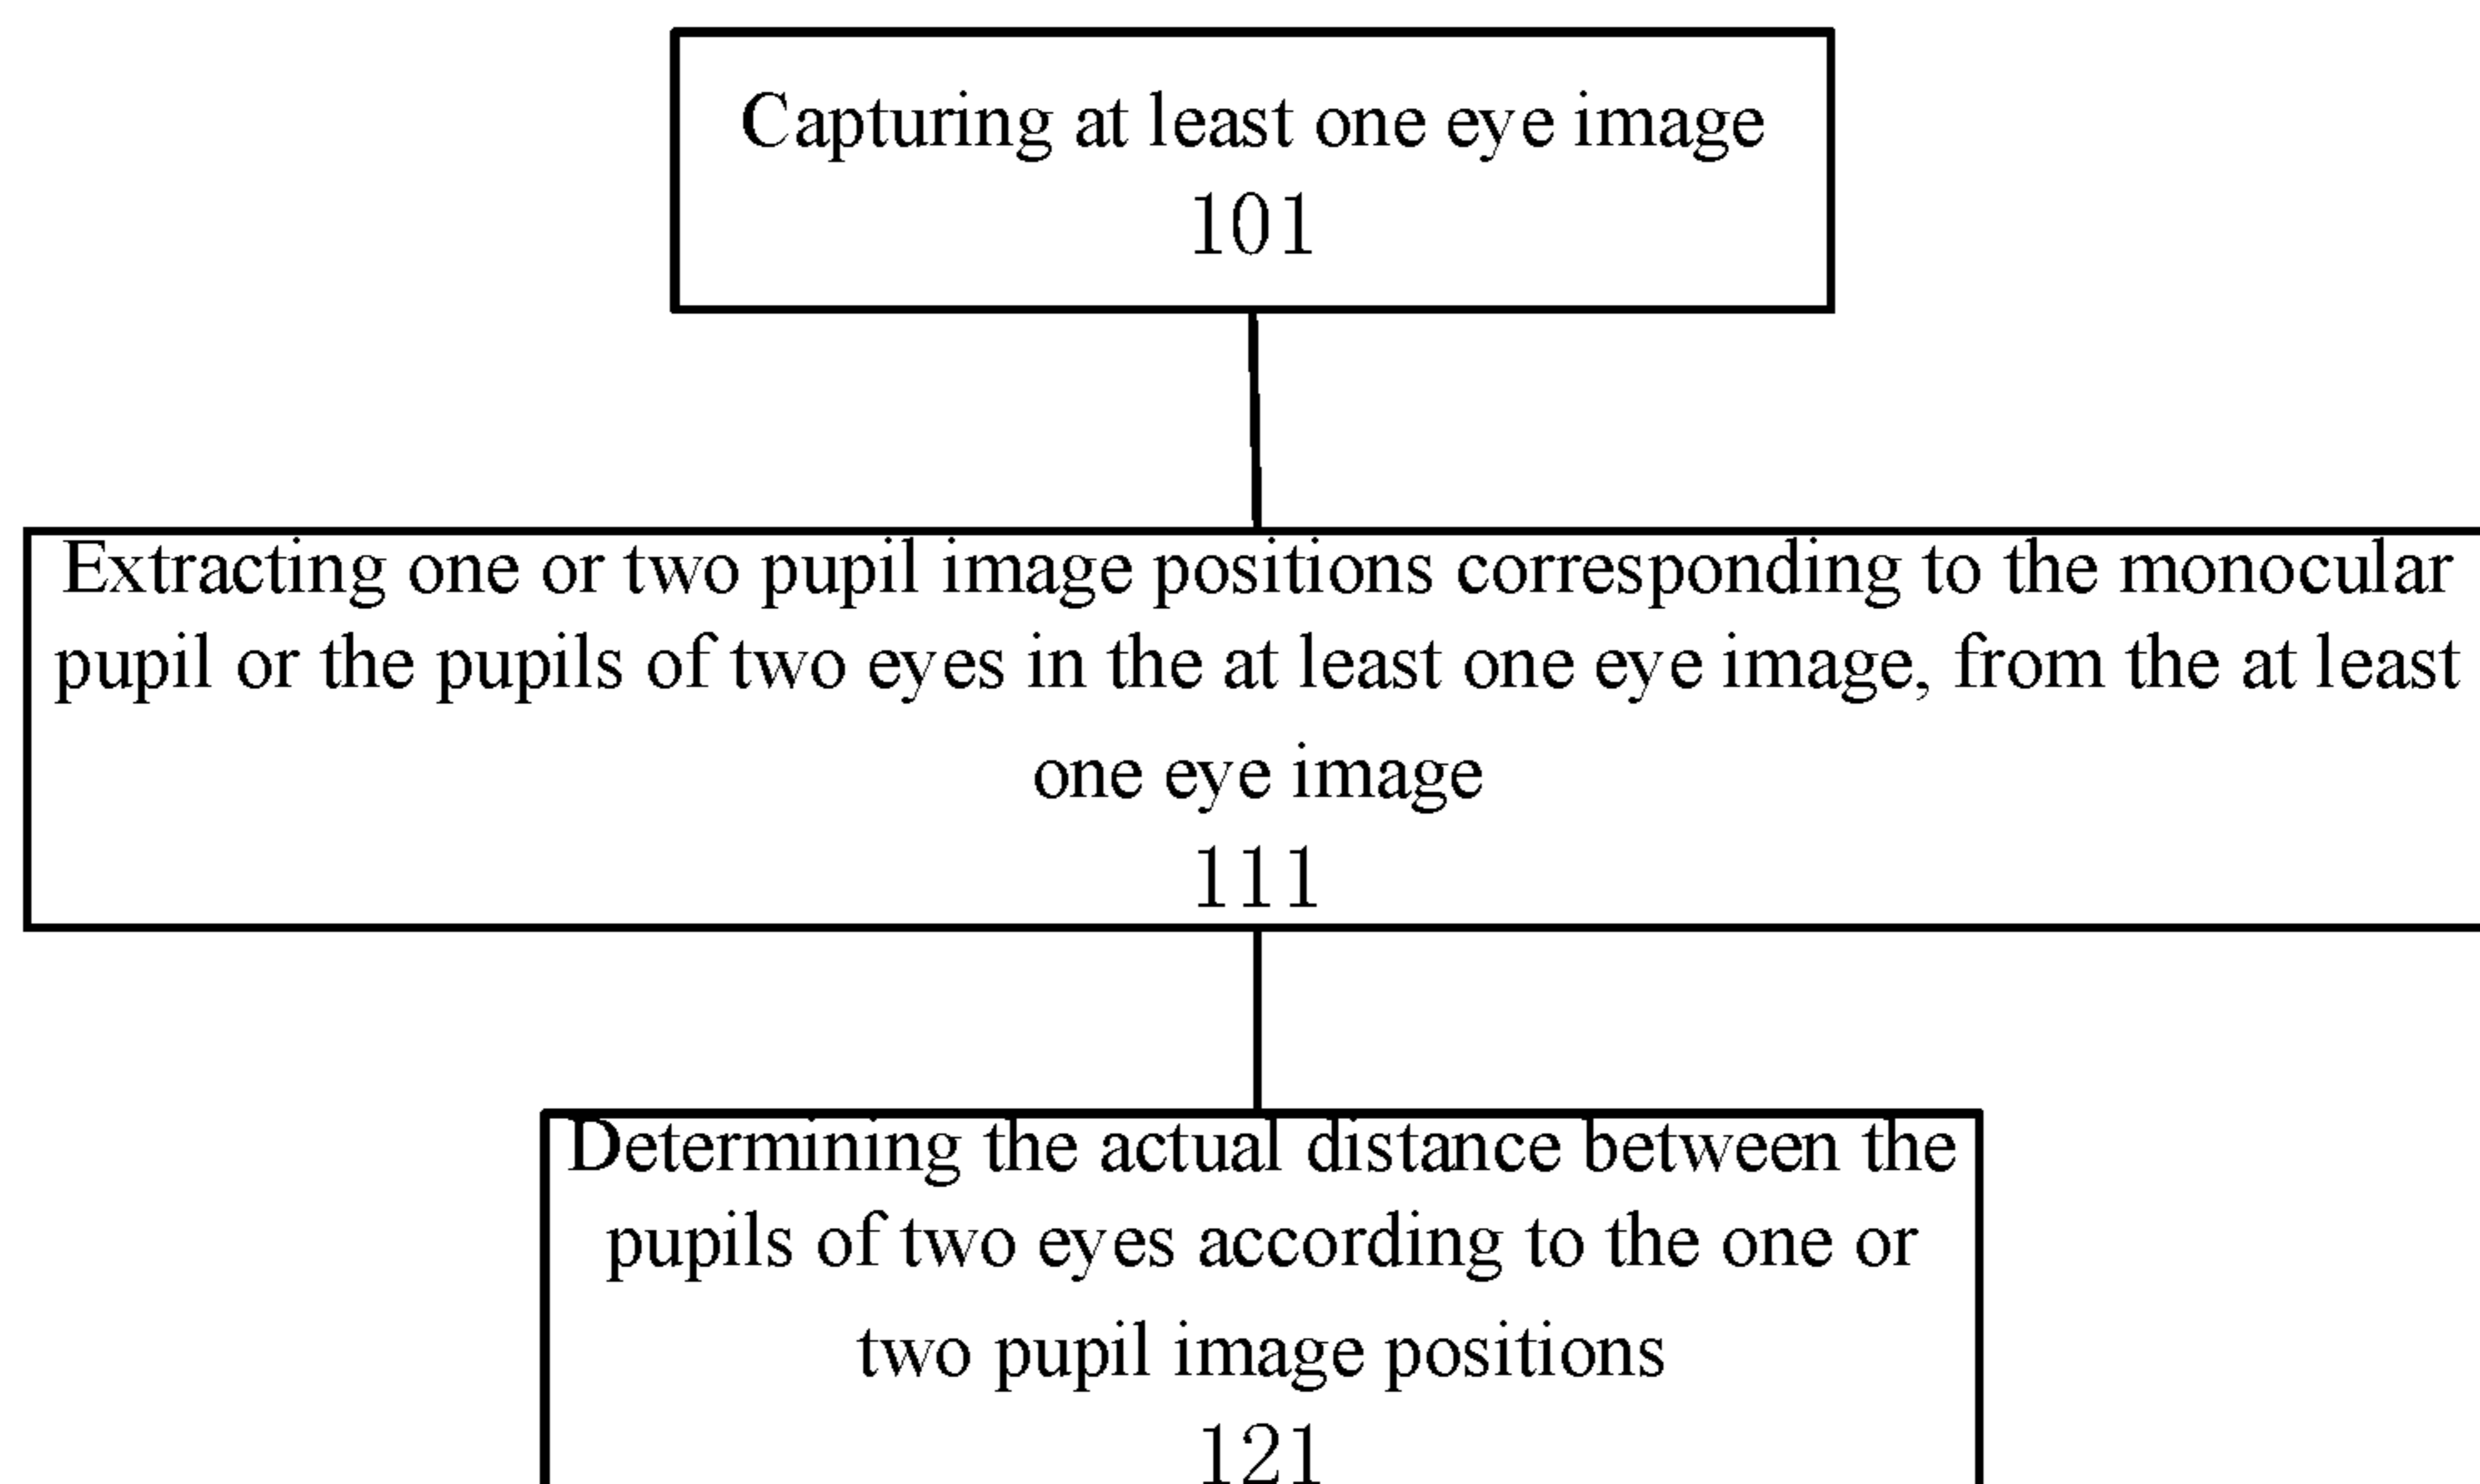 Capturing at least one eye image
101
Extracting one or two pupil image positions corresponding to the monocular
pupil or the pupils of two eyes in the at least one eye image, from the at least
one eye image
111
Determining the actual distance between the
pupils of two eyes according to the one or
two pupil image positions
121